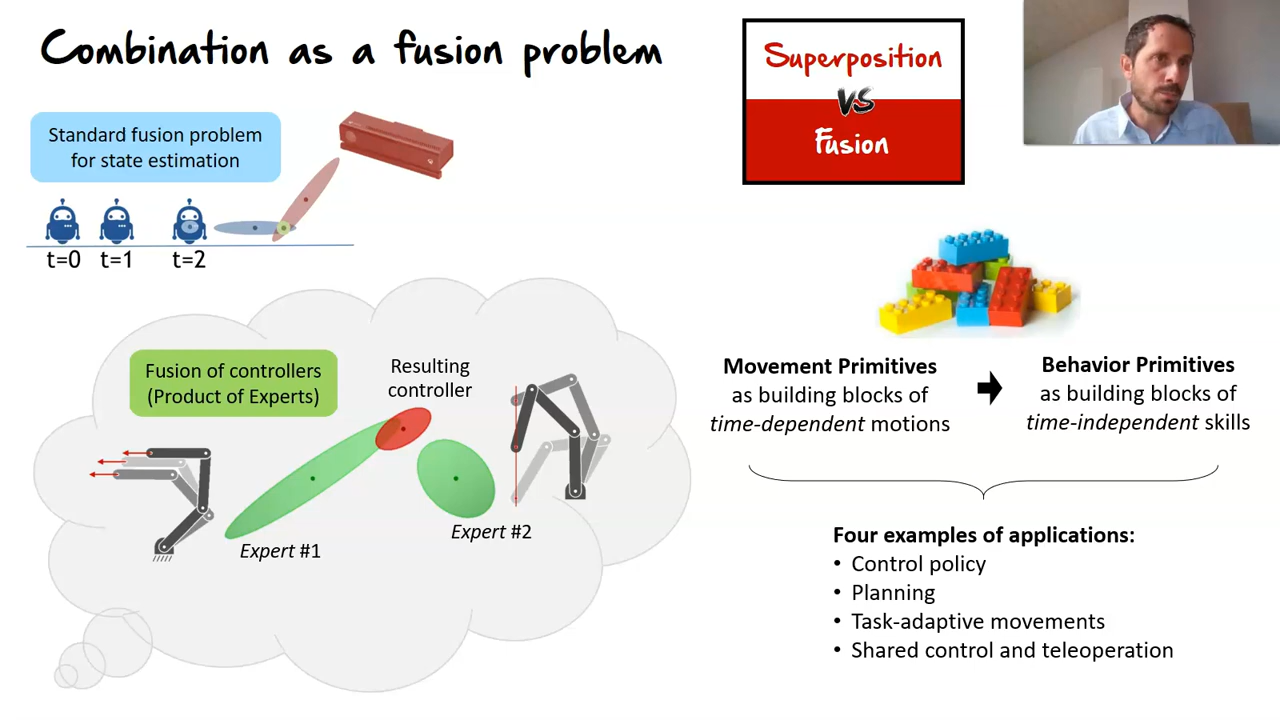 Combination as a fusion problem
Superposition
VS
Fusion
Standard fusion problem
for state estimation
t=0
t=1
t=2
Fusion of controllers
(Product of Experts)
Resulting
controller
Expert #1
Expert #2
Movement Primitives
as building blocks of
time-dependent motions
Behavior Primitives
as building blocks of
time-independent skills
Four examples of applications:
• Control policy
• Planning
• Task-adaptive movements
• Shared control and teleoperation